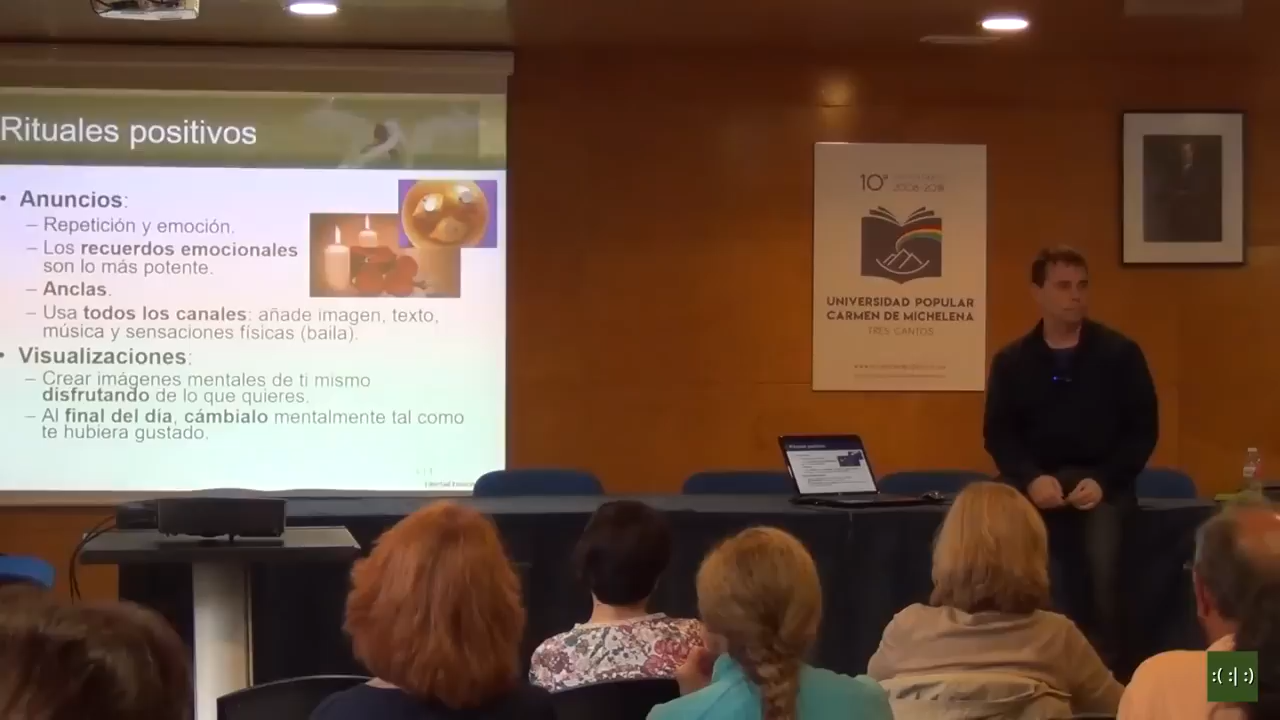 Rituales positivos
• Anuncios:
– Repetición y emoción.
– Los recuerdos emocionales
son lo más potente.
– Anclas.
– Usa todos los canales: añade imagen, texto,
música y sensaciones físicas (baila).
• Visualizaciones:
– Crear imágenes mentales de ti mismo
disfrutando de lo que quieres.
– Al final del día, cámbialo mentalmente tal como
te hubiera gustado.
10º
2008-2018
UNIVERSIDAD POPULAR
CARMEN DE MICHELENA
TRES CANTOS
Rituales positivos
:( :| :)